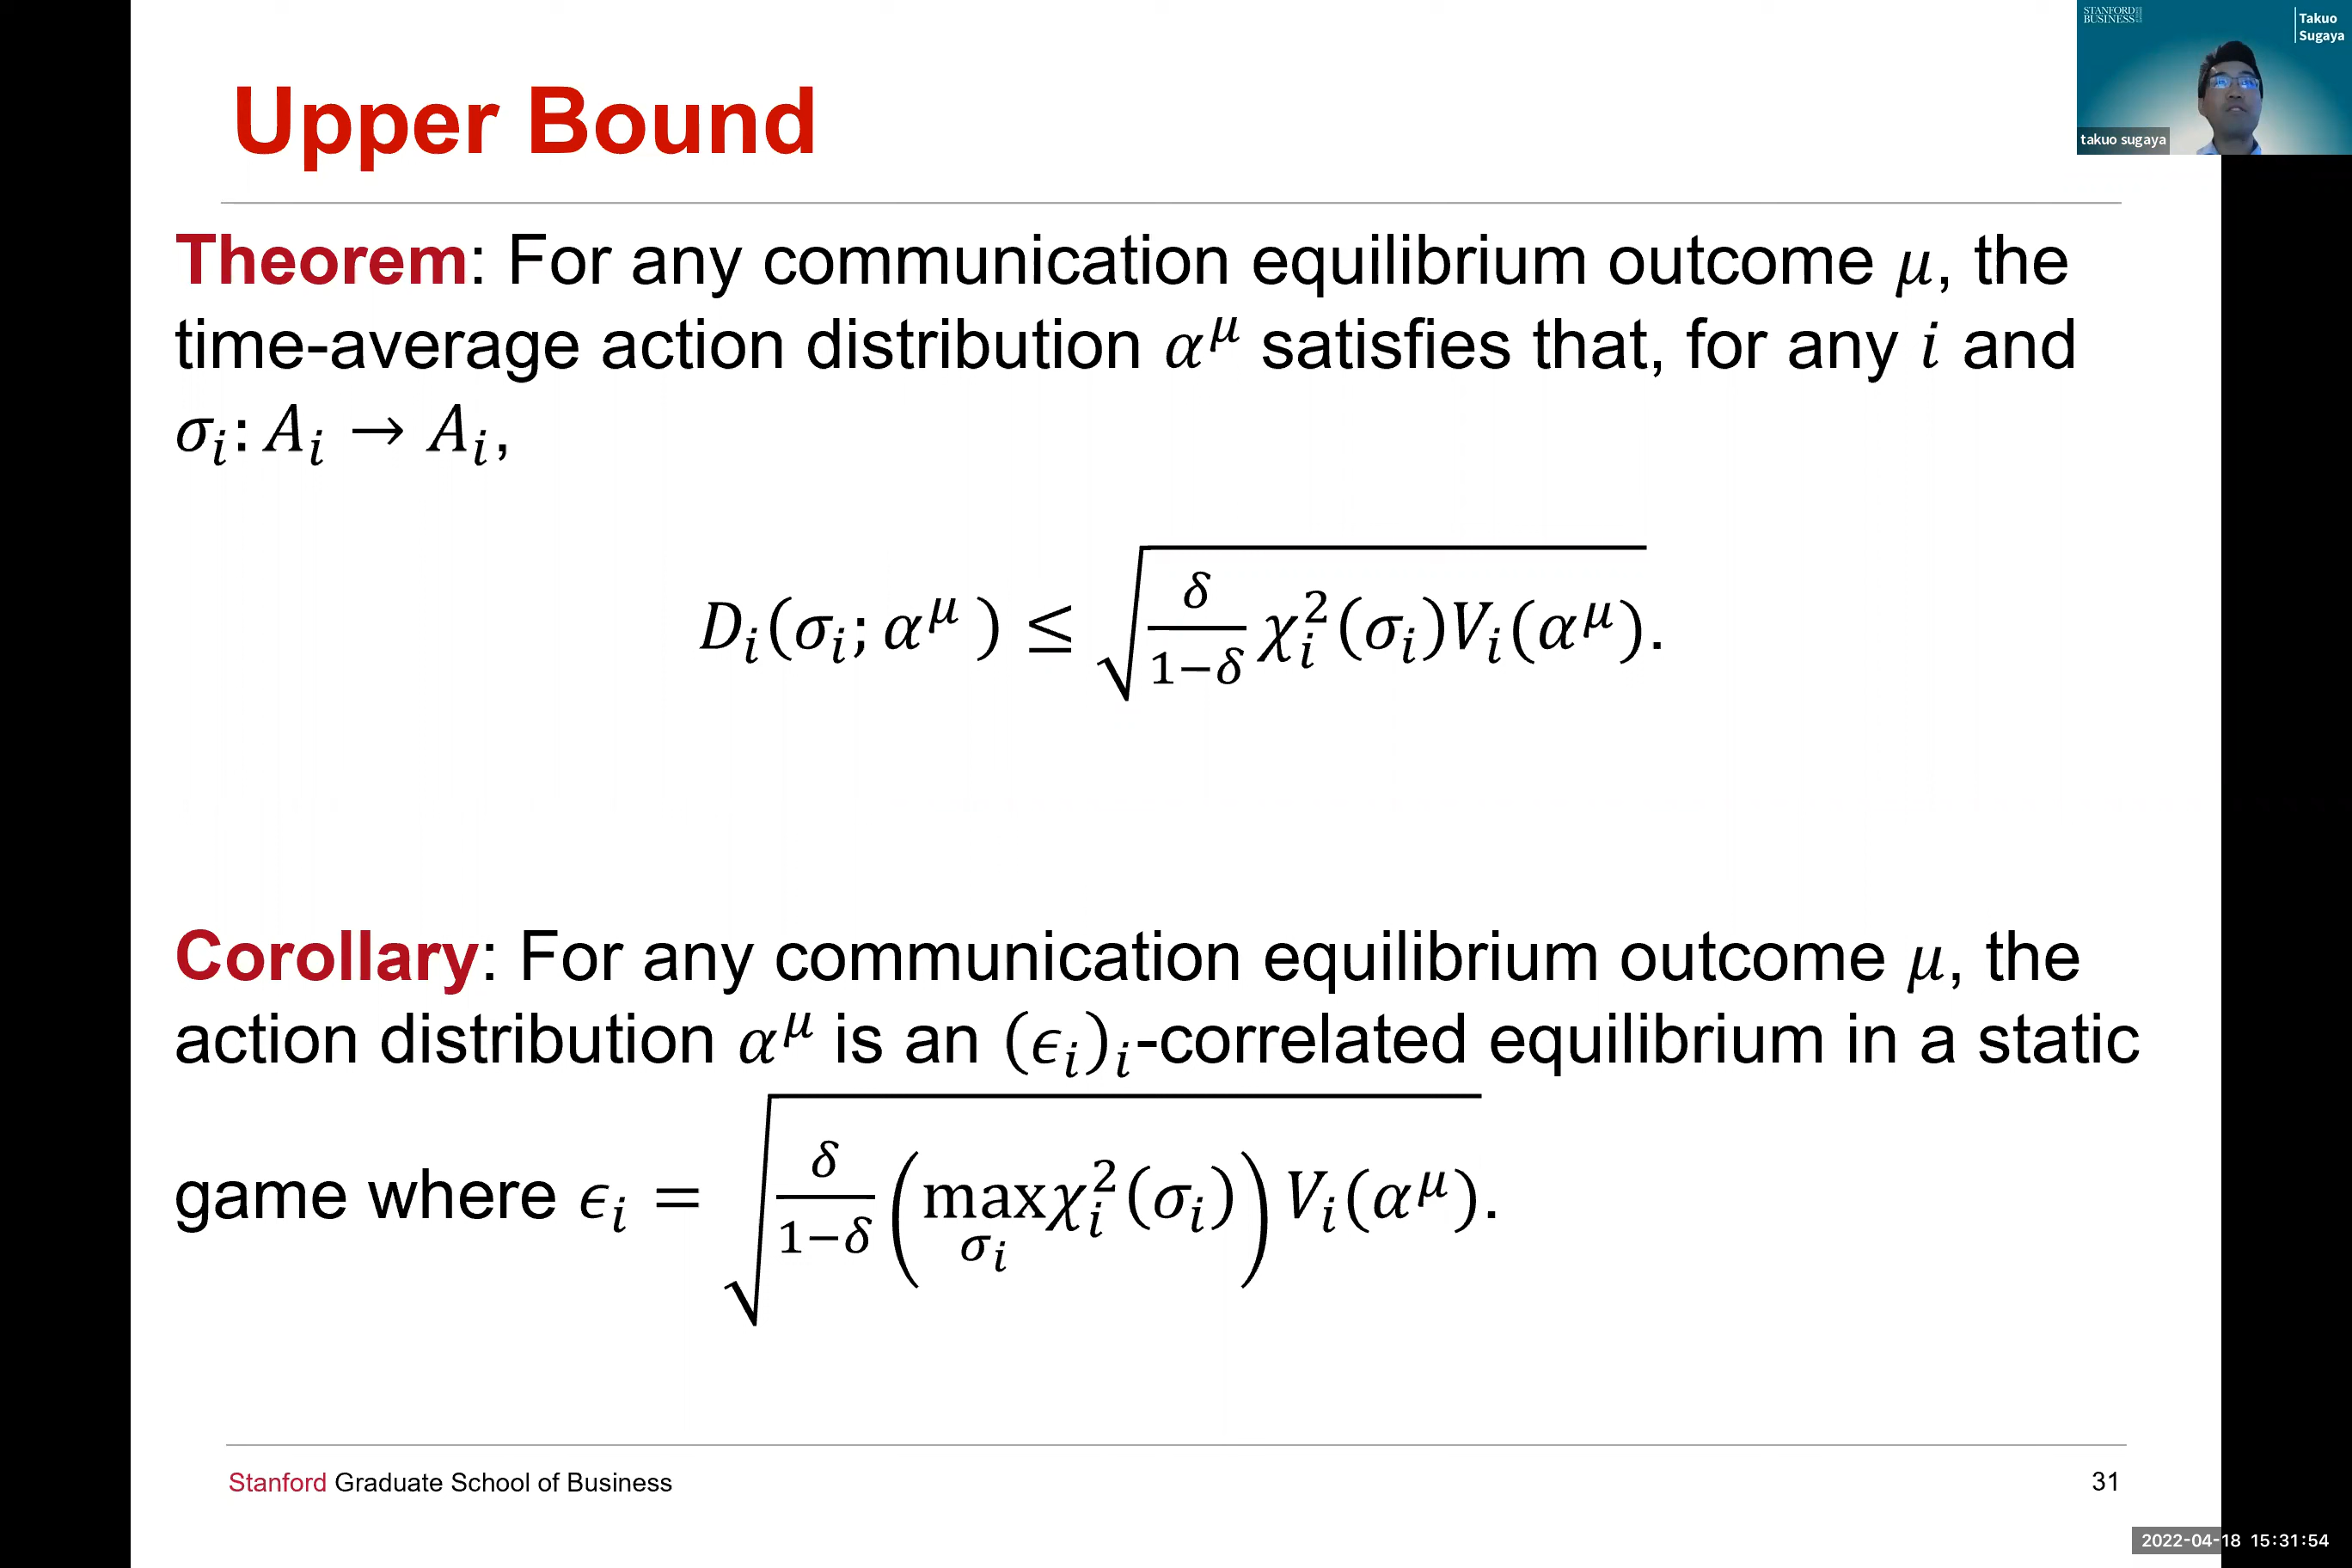 STANFORD
BUSINESS
Takuo
Sugaya
takuo sugaya
Upper Bound
Theorem: For any communication equilibrium outcome μ, the
time-average action distribution α^μ satisfies that, for any i and
σ_i: A_i → A_i,
D_i(σ_i; α^μ) ≤ √(δ/(1−δ) χ_i^2(σ_i)V_i(α^μ)).
Corollary: For any communication equilibrium outcome μ, the
action distribution α^μ is an (ϵ_i)_i-correlated equilibrium in a static
game where ϵ_i = √(δ/(1−δ) (max_{σ_i} χ_i^2(σ_i)) V_i(α^μ)).
Stanford Graduate School of Business
31
2022-04-18 15:31:54